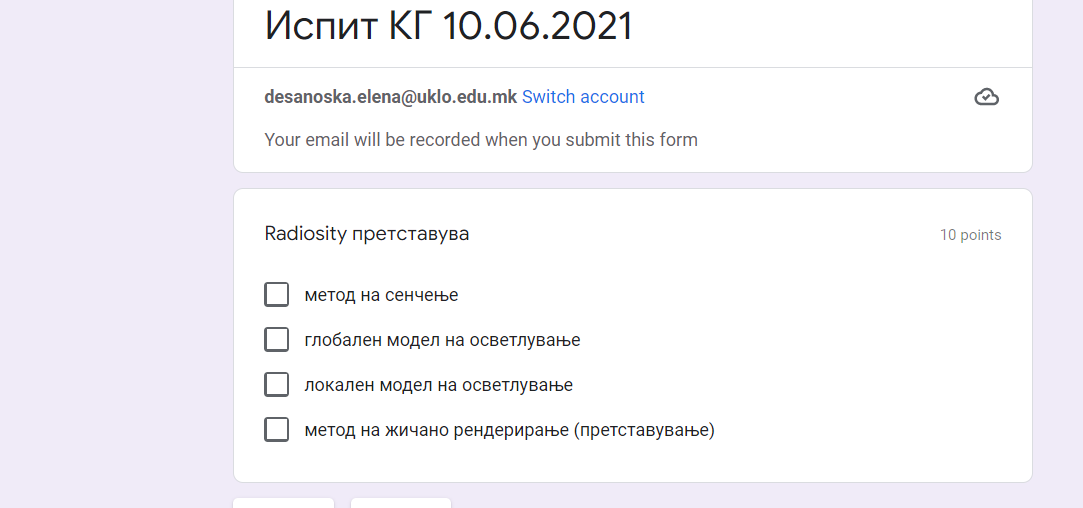 Испит КГ 10.06.2021
desanoska.elena@uklo.edu.mk Switch account
Your email will be recorded when you submit this form
Radiosity претставува
10 points
метод на сенчење
глобален модел на осветлување
локален модел на осветлување
метод на жичано рендерирање (претставување)